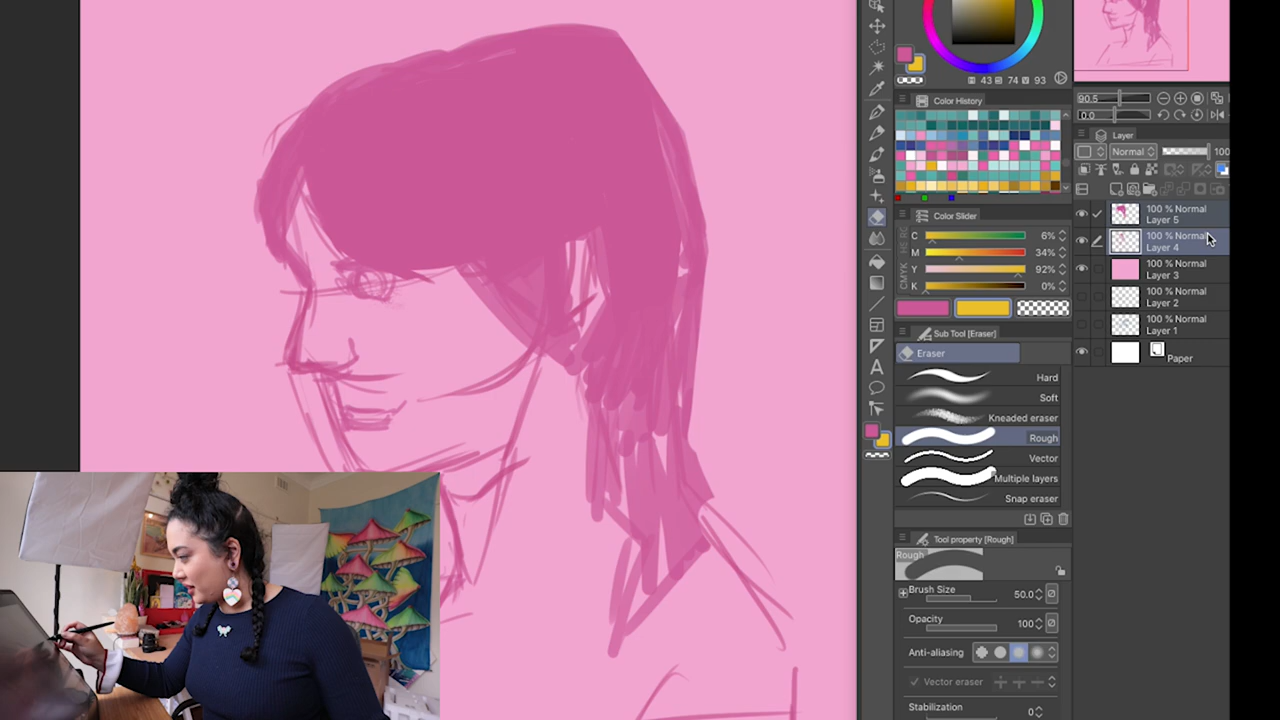 43 74 93
Color History
Color Slider
C 6%
M 34%
Y 92%
K 0%
CMYK
Sub Tool [Eraser]
Eraser
Hard
Soft
Kneaded eraser
Rough
Vector
Multiple layers
Snap eraser
Tool property [Rough]
Rough
Brush Size 50.0
Opacity 100
Anti-aliasing
Vector eraser
Stabilization 0
90.5
0.0
Layer
Normal 100
100 % Normal
Layer 5
100 % Normal
Layer 4
100 % Normal
Layer 3
100 % Normal
Layer 2
100 % Normal
Layer 1
Paper